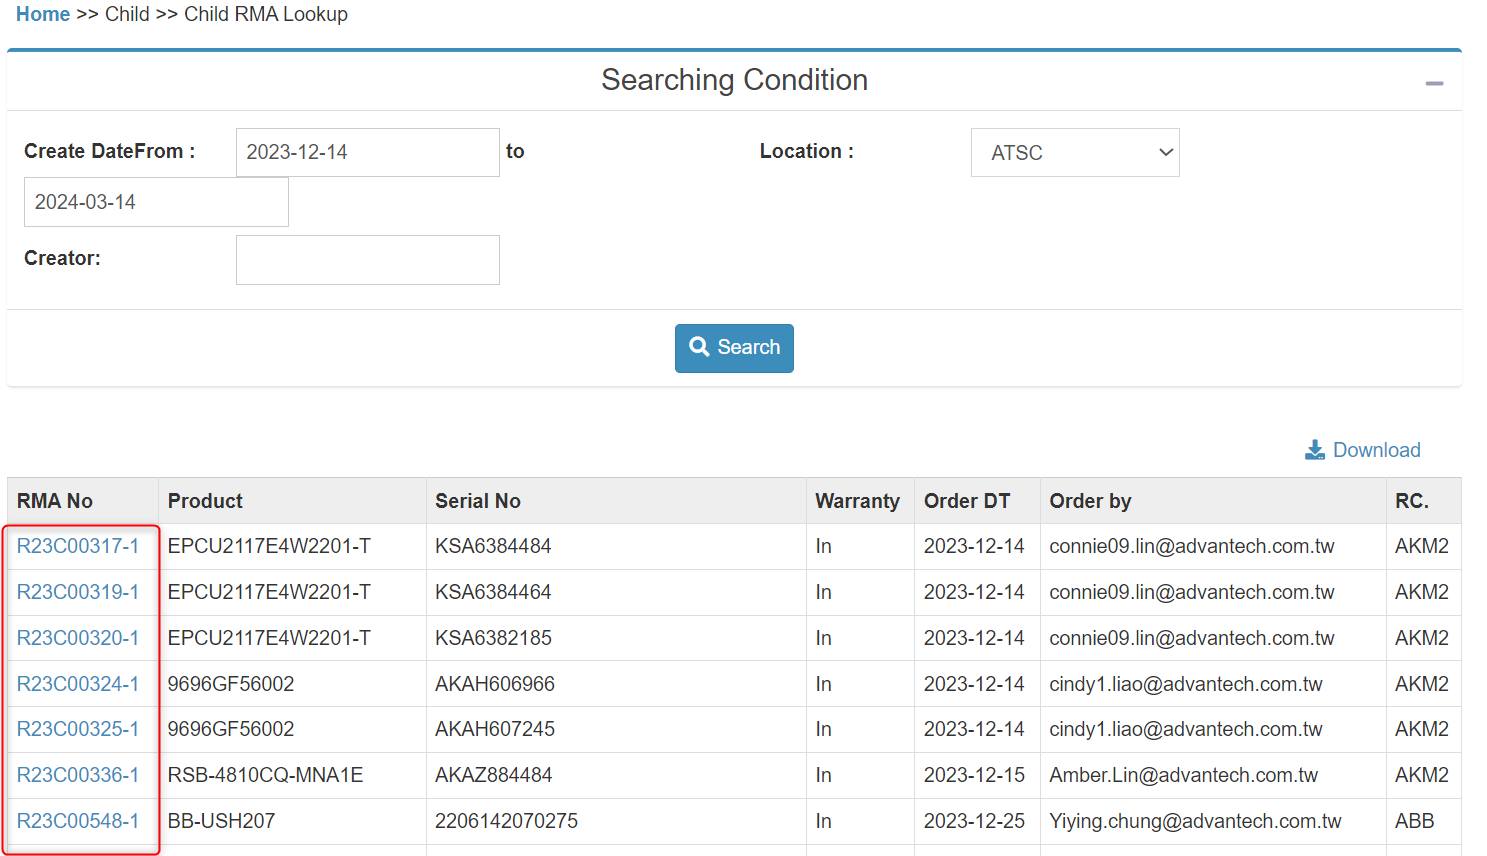 Home >> Child >> Child RMA Lookup
Searching Condition
Create DateFrom : 2023-12-14 to Location : ATSC
2024-03-14
Creator:
Search
Download
RMA No Product Serial No Warranty Order DT Order by RC.
R23C00317-1 EPCU2117E4W2201-T KSA6384484 In 2023-12-14 connie09.lin@advantech.com.tw AKM2
R23C00319-1 EPCU2117E4W2201-T KSA6384464 In 2023-12-14 connie09.lin@advantech.com.tw AKM2
R23C00320-1 EPCU2117E4W2201-T KSA6382185 In 2023-12-14 connie09.lin@advantech.com.tw AKM2
R23C00324-1 9696GF56002 AKAH606966 In 2023-12-14 cindy1.liao@advantech.com.tw AKM2
R23C00325-1 9696GF56002 AKAH607245 In 2023-12-14 cindy1.liao@advantech.com.tw AKM2
R23C00336-1 RSB-4810CQ-MNA1E AKAZ884484 In 2023-12-15 Amber.Lin@advantech.com.tw AKM2
R23C00548-1 BB-USH207 2206142070275 In 2023-12-25 Yiying.chung@advantech.com.tw ABB